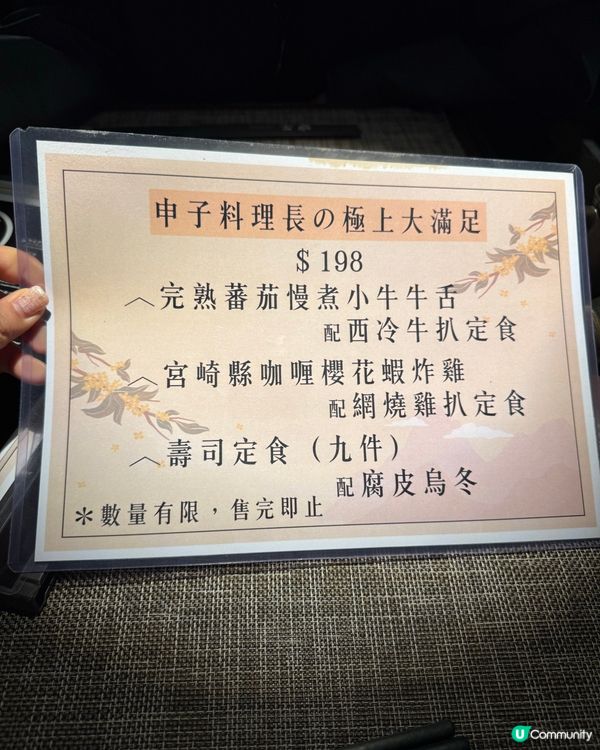 申子料理長の極上大滿足
$198
完熟蕃茄慢煮小牛牛舌
配西冷牛扒定食
宮崎縣咖喱櫻花蝦炸雞
配網燒雞扒定食
壽司定食（九件）
配腐皮烏冬
＊數量有限，售完即止
U Community